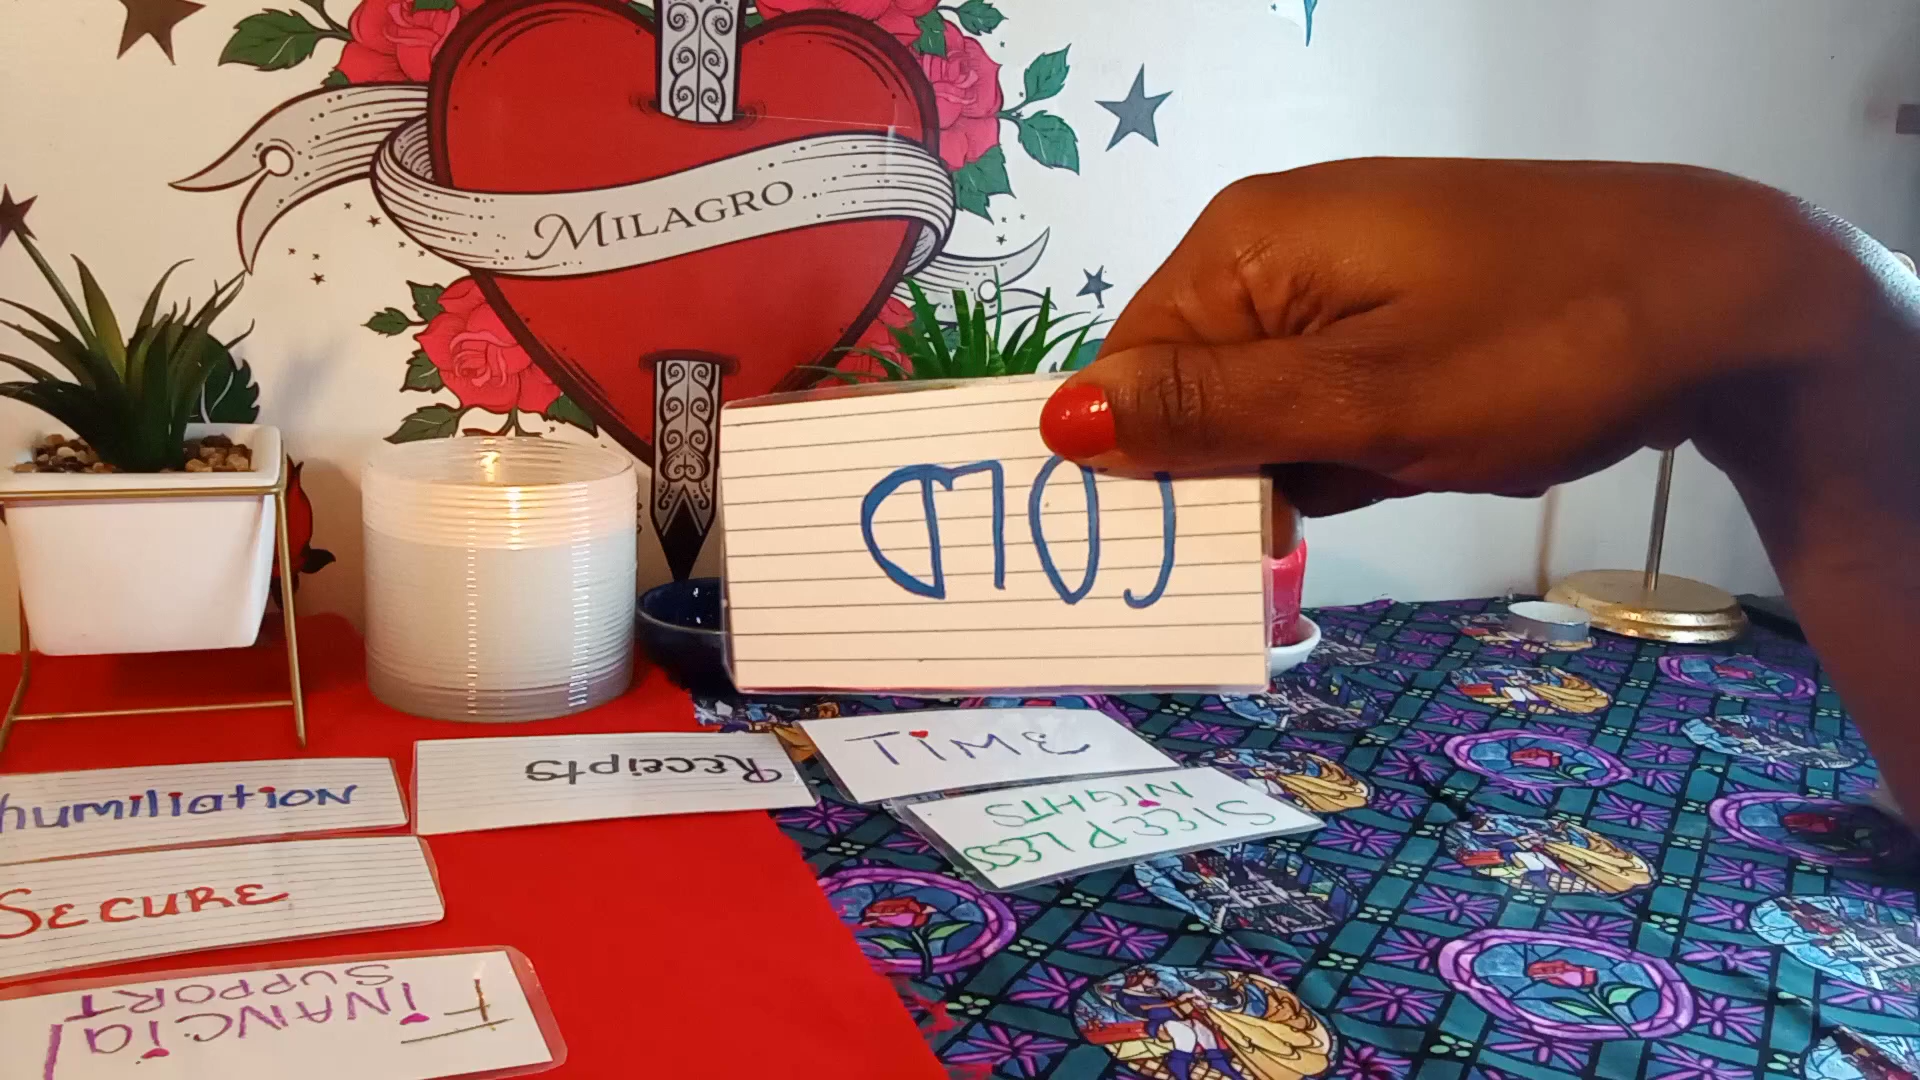 MILAGRO
COLD
TIME
Receipts
SLEEPLESS
NIGHTS
humiliation
SECURE
FINANCIAL
SUPPORT